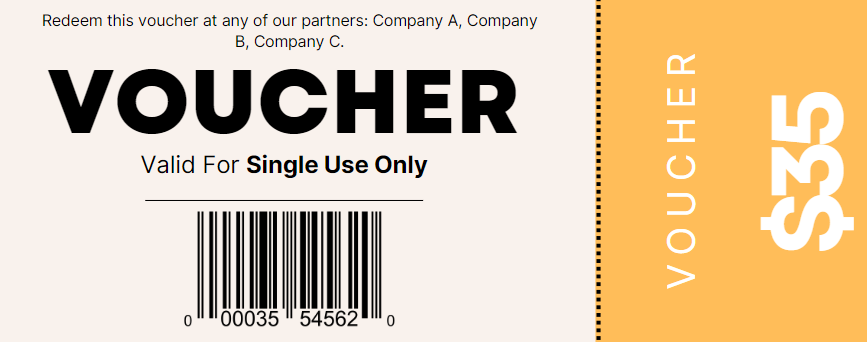 Redeem this voucher at any of our partners: Company A, Company
B, Company C.
VOUCHER
Valid For Single Use Only
0 00035 54562 0
VOUCHER
$35